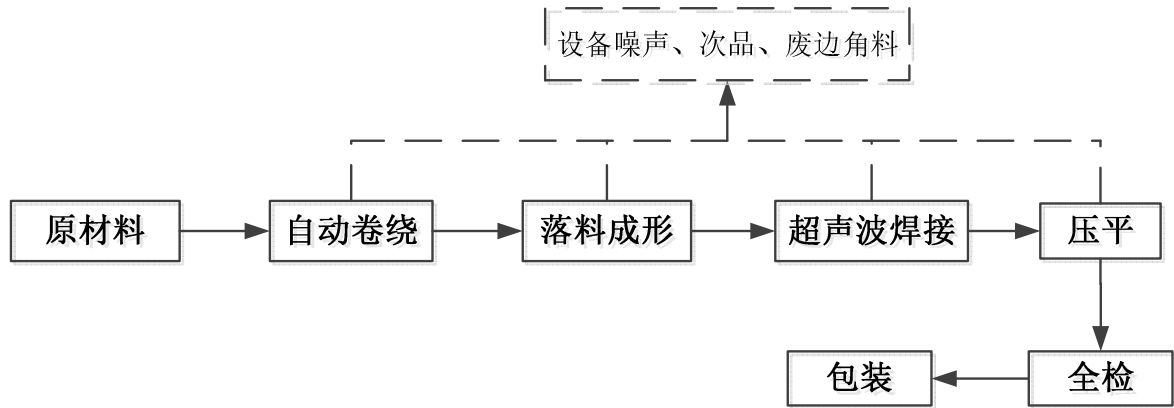 设备噪声、次品、废边角料
原材料
自动卷绕
落料成形
超声波焊接
压平
包装
全检